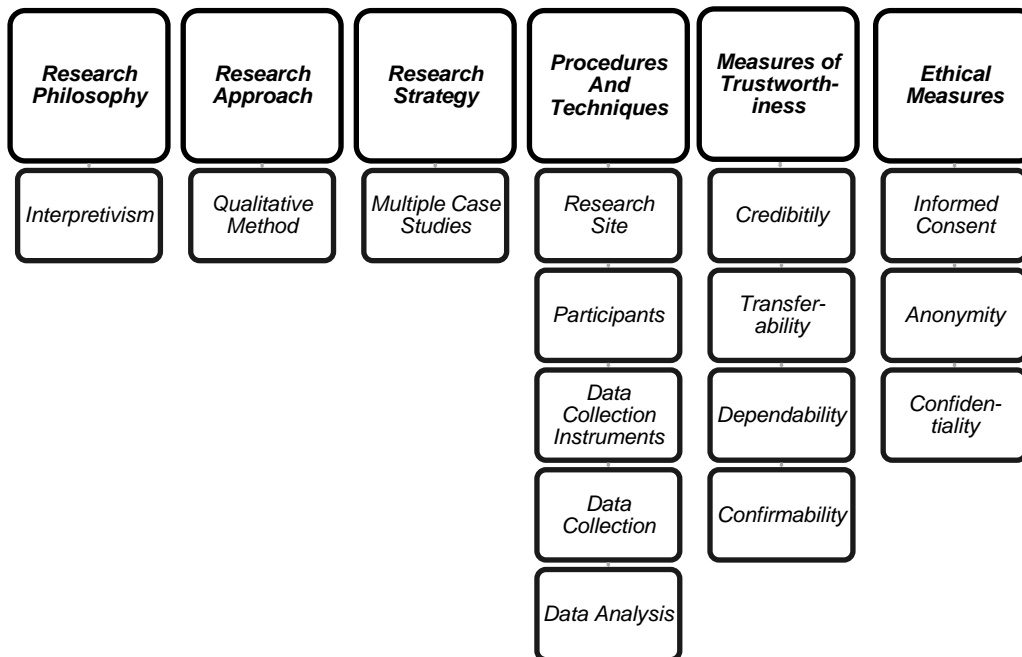 Research
Philosophy
Interpretivism
Research
Approach
Qualitative
Method
Research
Strategy
Multiple Case
Studies
Procedures
And
Techniques
Research
Site
Participants
Data
Collection
Instruments
Data
Collection
Data Analysis
Measures of
Trustworth-
iness
Credibitily
Transfer-
ability
Dependability
Confirmability
Ethical
Measures
Informed
Consent
Anonymity
Confiden-
tiality